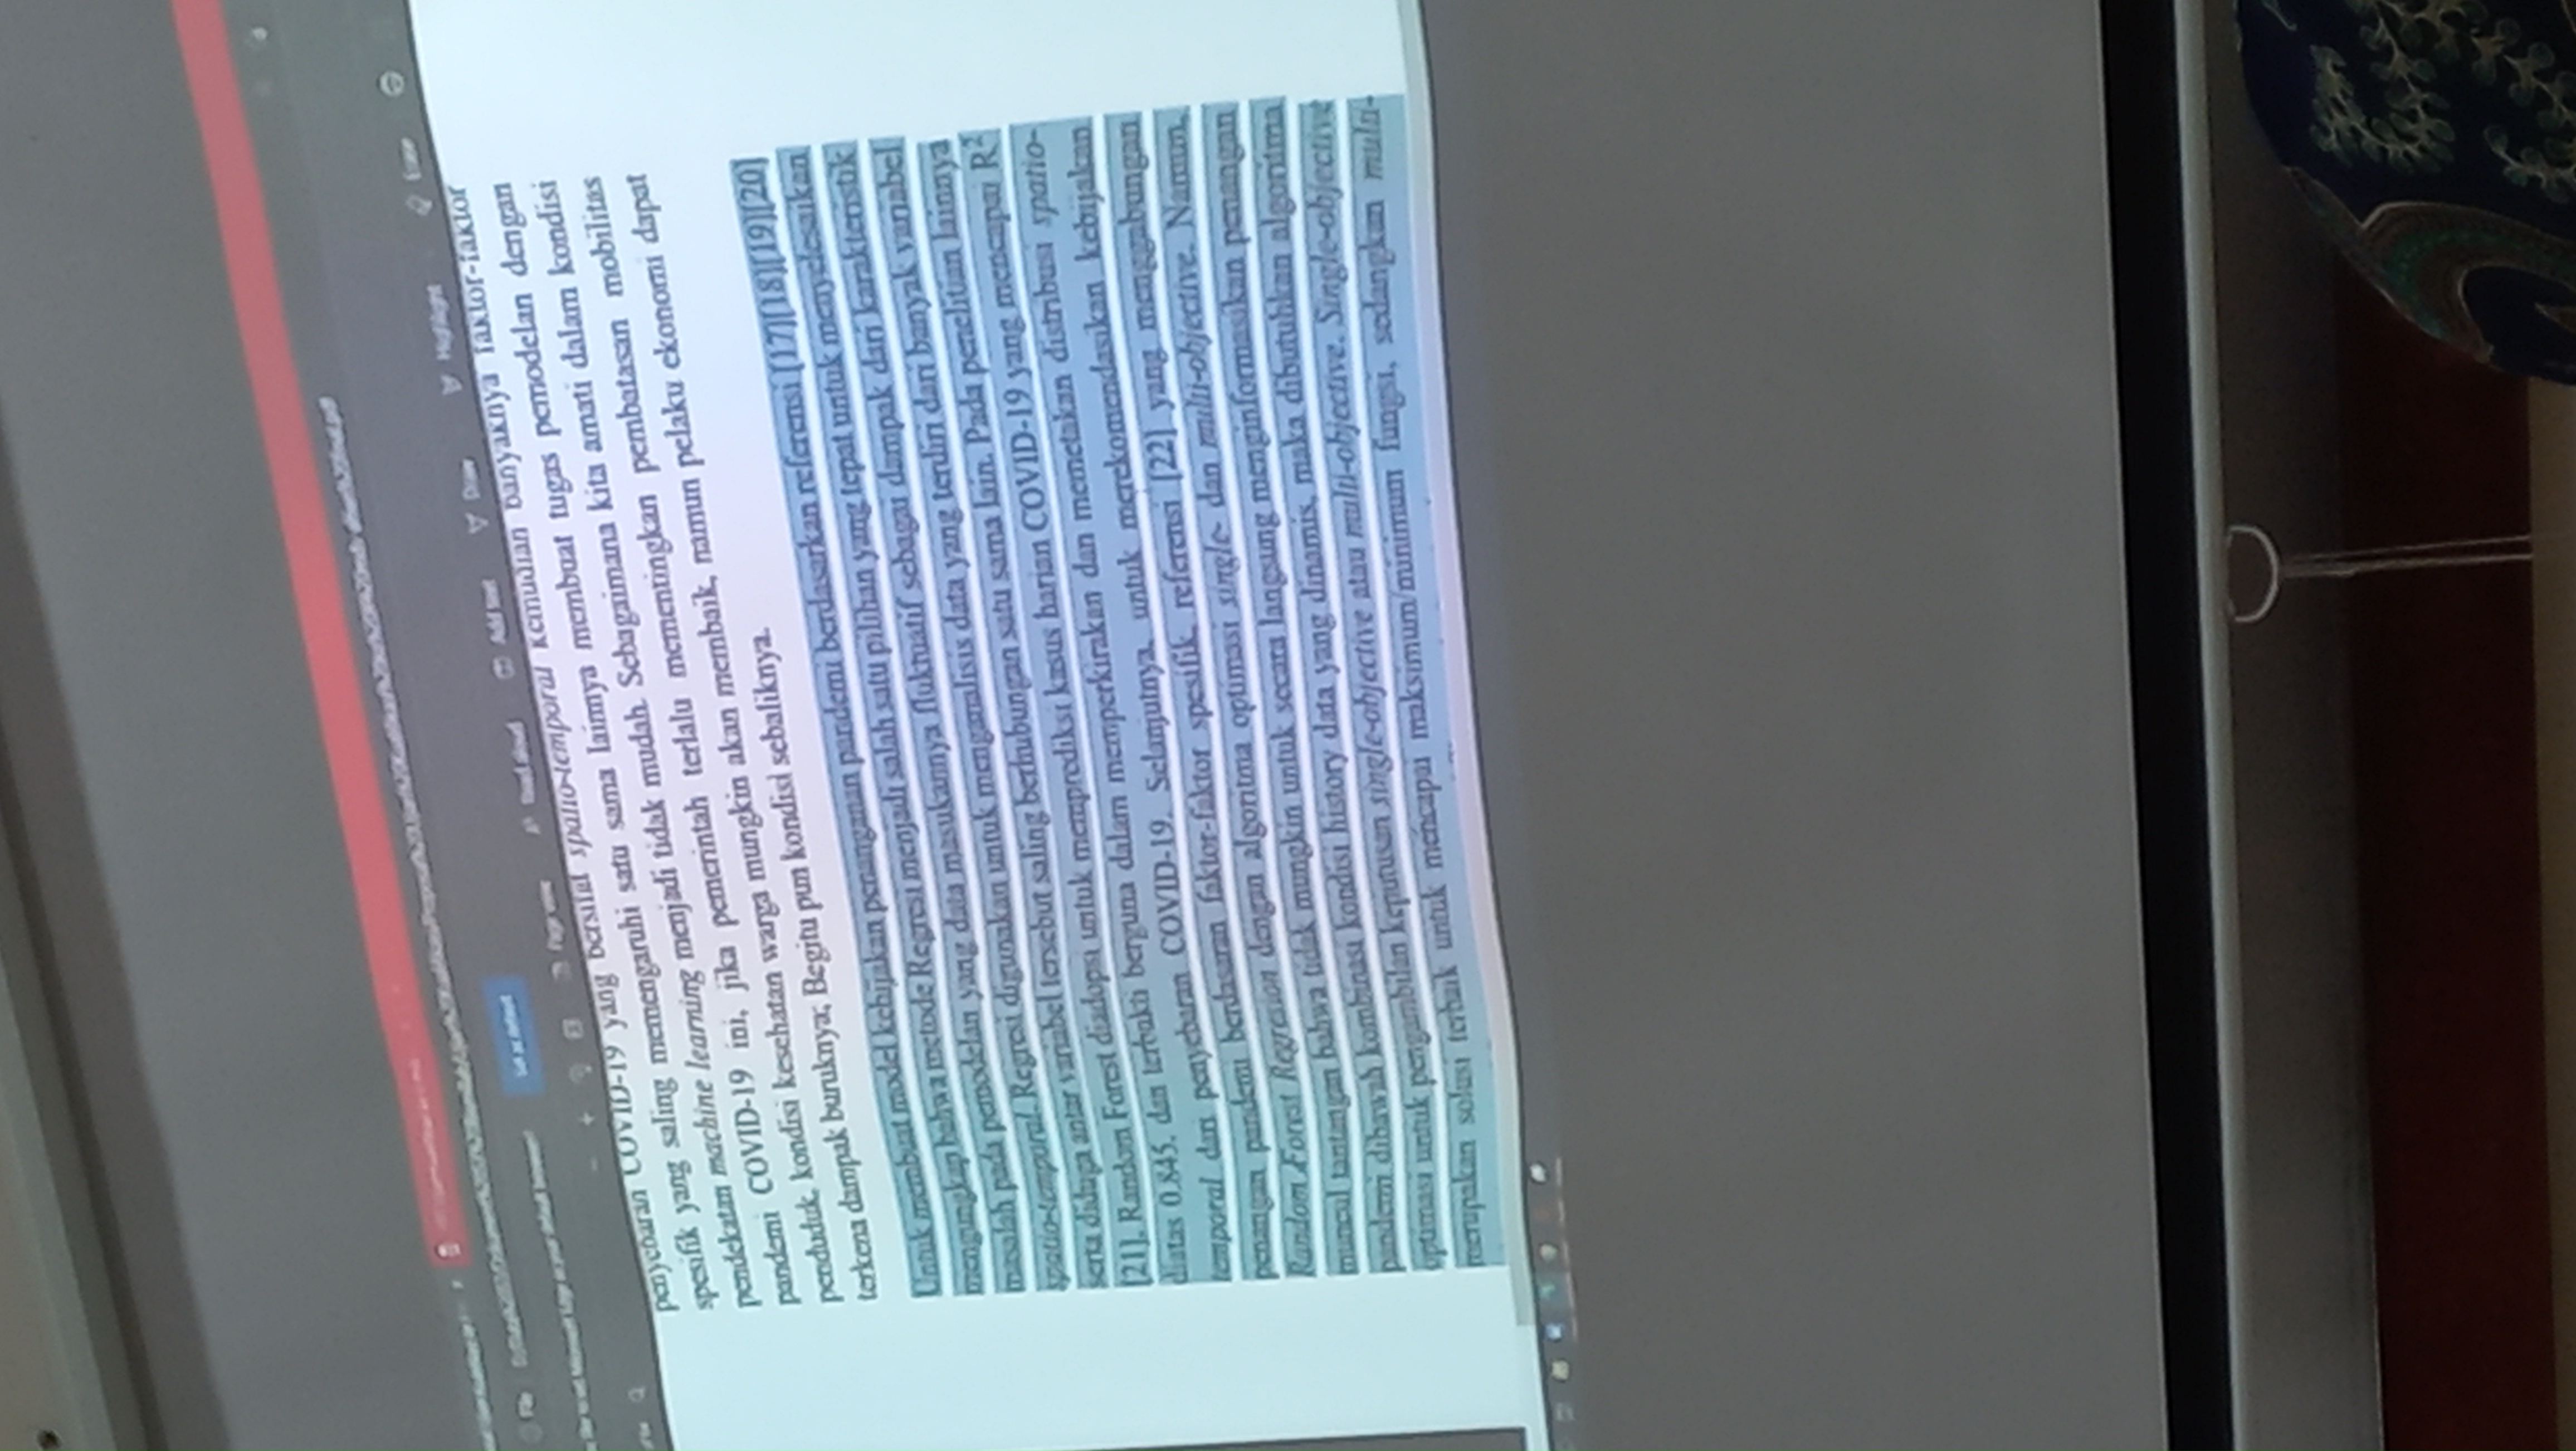 File
Set as default
Page view
Read aloud
Add text
Draw
Highlight
Erase
penyebaran COVID-19 yang bersifat spatio-temporal kemudian banyaknya faktor-faktor
spesifik yang saling memengaruhi satu sama lainnya membuat tugas pemodelan dengan
pendekatan machine learning menjadi tidak mudah. Sebagaimana kita amati dalam kondisi
pandemi COVID-19 ini, jika pemerintah terlalu mementingkan pembatasan mobilitas
penduduk, kondisi kesehatan warga mungkin akan membaik, namun pelaku ekonomi dapat
terkena dampak buruknya; Begitu pun kondisi sebaliknya.
Untuk membuat model kebijakan penanganan pandemi berdasarkan referensi [17][18][19][20]
mengungkap bahwa metode Regresi menjadi salah satu pilihan yang tepat untuk menyelesaikan
masalah pada pemodelan yang data masukannya fluktuatif sebagai dampak dari karakteristik
spatio-temporal. Regresi digunakan untuk menganalisis data yang terdiri dari banyak variabel
serta diduga antar variabel tersebut saling berhubungan satu sama lain. Pada penelitian lainnya
[21], Random Forest diadopsi untuk memprediksi kasus harian COVID-19 yang mencapai R²
diatas 0.845, dan terbukti berguna dalam memperkirakan dan memetakan distribusi spatio-
temporal dari penyebaran COVID-19. Selanjutnya, untuk merekomendasikan kebijakan
penangan pandemi berdasaran faktor-faktor spesifik, referensi [22] yang menggabungan
Random Forest Regresion dengan algoritma optimasi single- dan multi-objective. Namun,
muncul tantangan bahwa tidak mungkin untuk secara langsung menginformasikan penangan
pandemi dibawah kombinasi kondisi history data yang dinamis, maka dibutuhkan algoritma
optimasi untuk pengambilan keputusan single-objective atau multi-objective. Single-objective
merupakan solusi terbaik untuk mencapai maksimum/minimum fungsi, sedangkan multi-